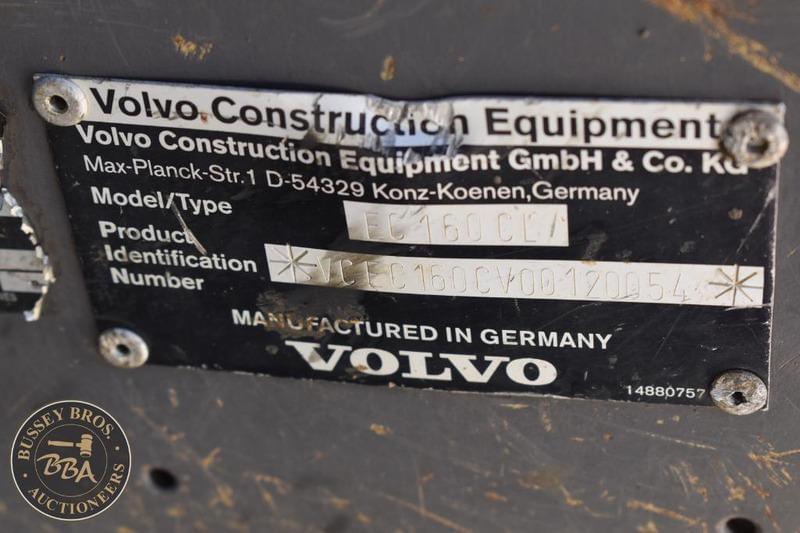 Volvo Construction Equipment
Volvo Construction Equipment GmbH & Co. KG
Max-Planck-Str.1 D-54329 Konz-Koenen,Germany
Model/Type
EC160CL
Product
Identification
Number
*VCEC160CV00120054*
MANUFACTURED IN GERMANY
VOLVO
14880757
BUSSEY BROS.
BBA
AUCTIONEERS